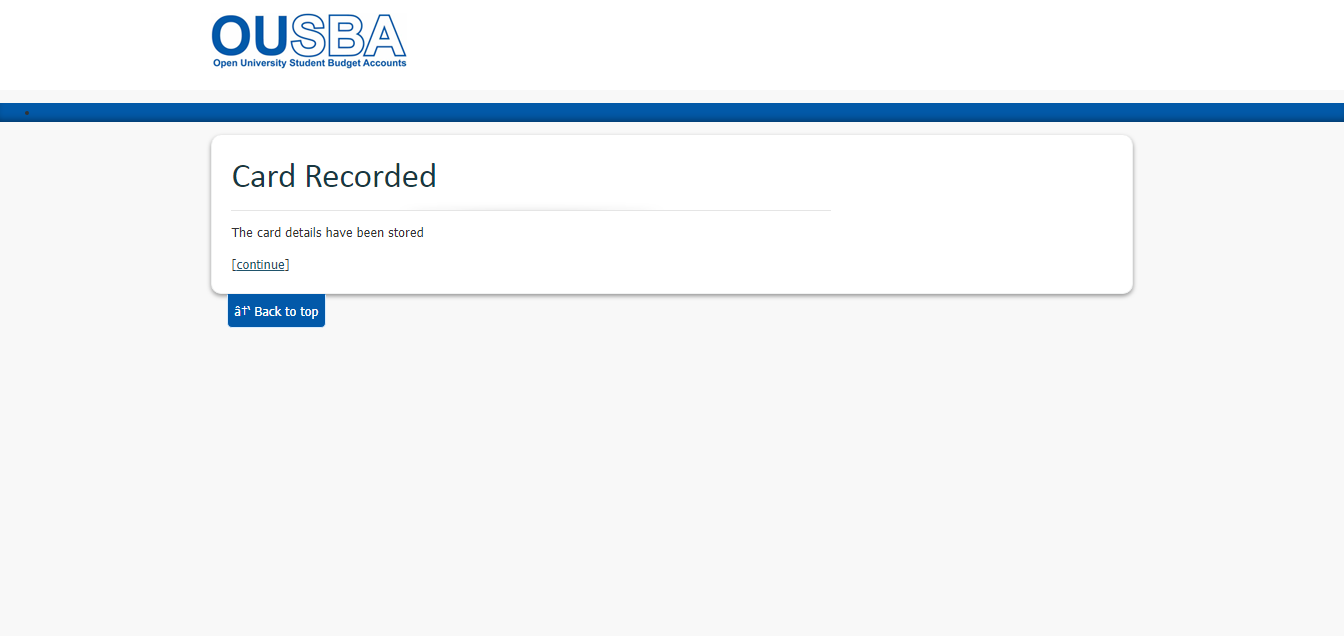 OUSBA
Open University Student Budget Accounts
Card Recorded
The card details have been stored
[continue]
â†‘ Back to top